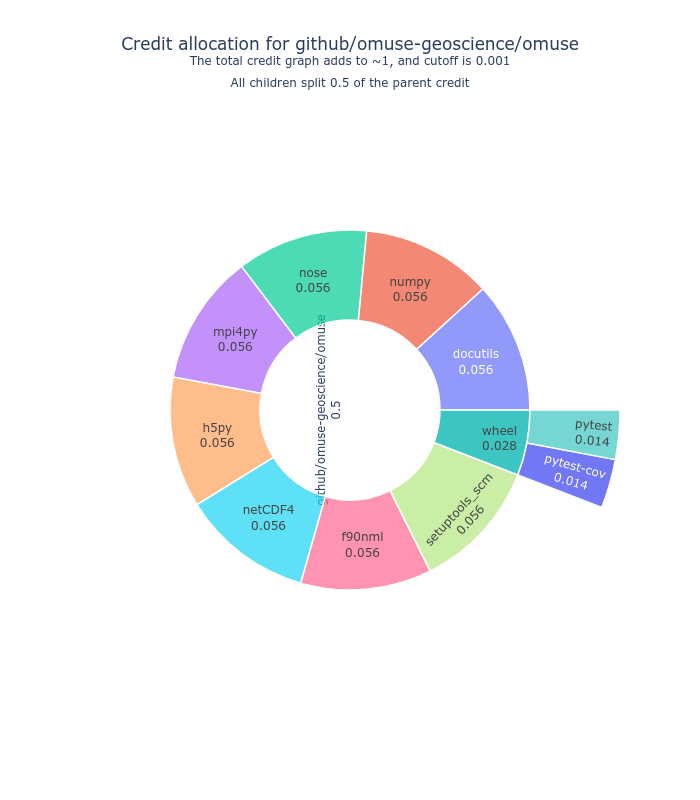 Credit allocation for github/omuse-geoscience/omuse
The total credit graph adds to ~1, and cutoff is 0.001
All children split 0.5 of the parent credit
nose
0.056
numpy
0.056
mpi4py
0.056
docutils
0.056
github/omuse-geoscience/omuse
0.5
h5py
0.056
wheel
0.028
pytest
0.014
pytest-cov
0.014
netCDF4
0.056
setuptools_scm
0.056
f90nml
0.056